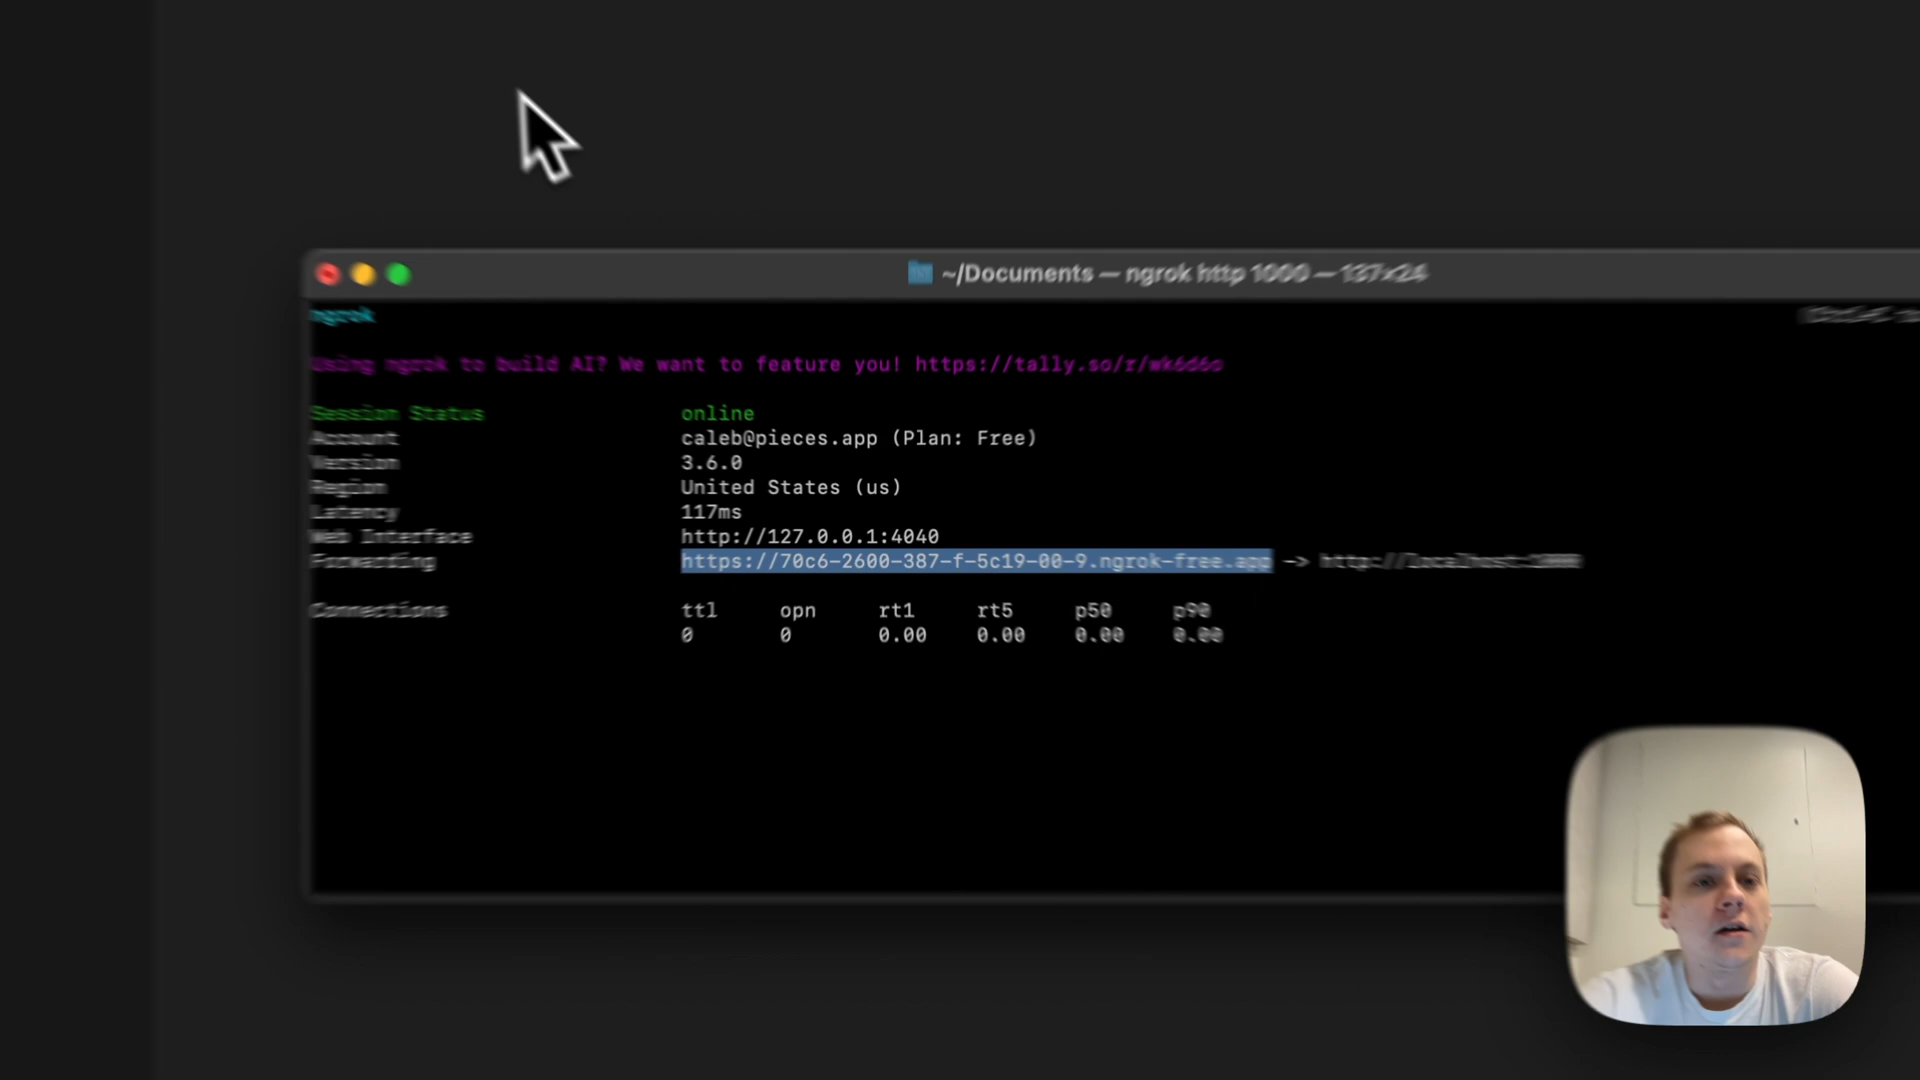 ~/Documents — ngrok http 1000 — 137×24
ngrok
Using ngrok to build AI? We want to feature you! https://tally.so/r/wk6d6o
Session Status online
Account caleb@pieces.app (Plan: Free)
Version 3.6.0
Region United States (us)
Latency 117ms
Web Interface http://127.0.0.1:4040
Forwarding https://70c6-2600-387-f-5c19-00-9.ngrok-free.app -> http://localhost:1000
Connections ttl opn rt1 rt5 p50 p90
0 0 0.00 0.00 0.00 0.00